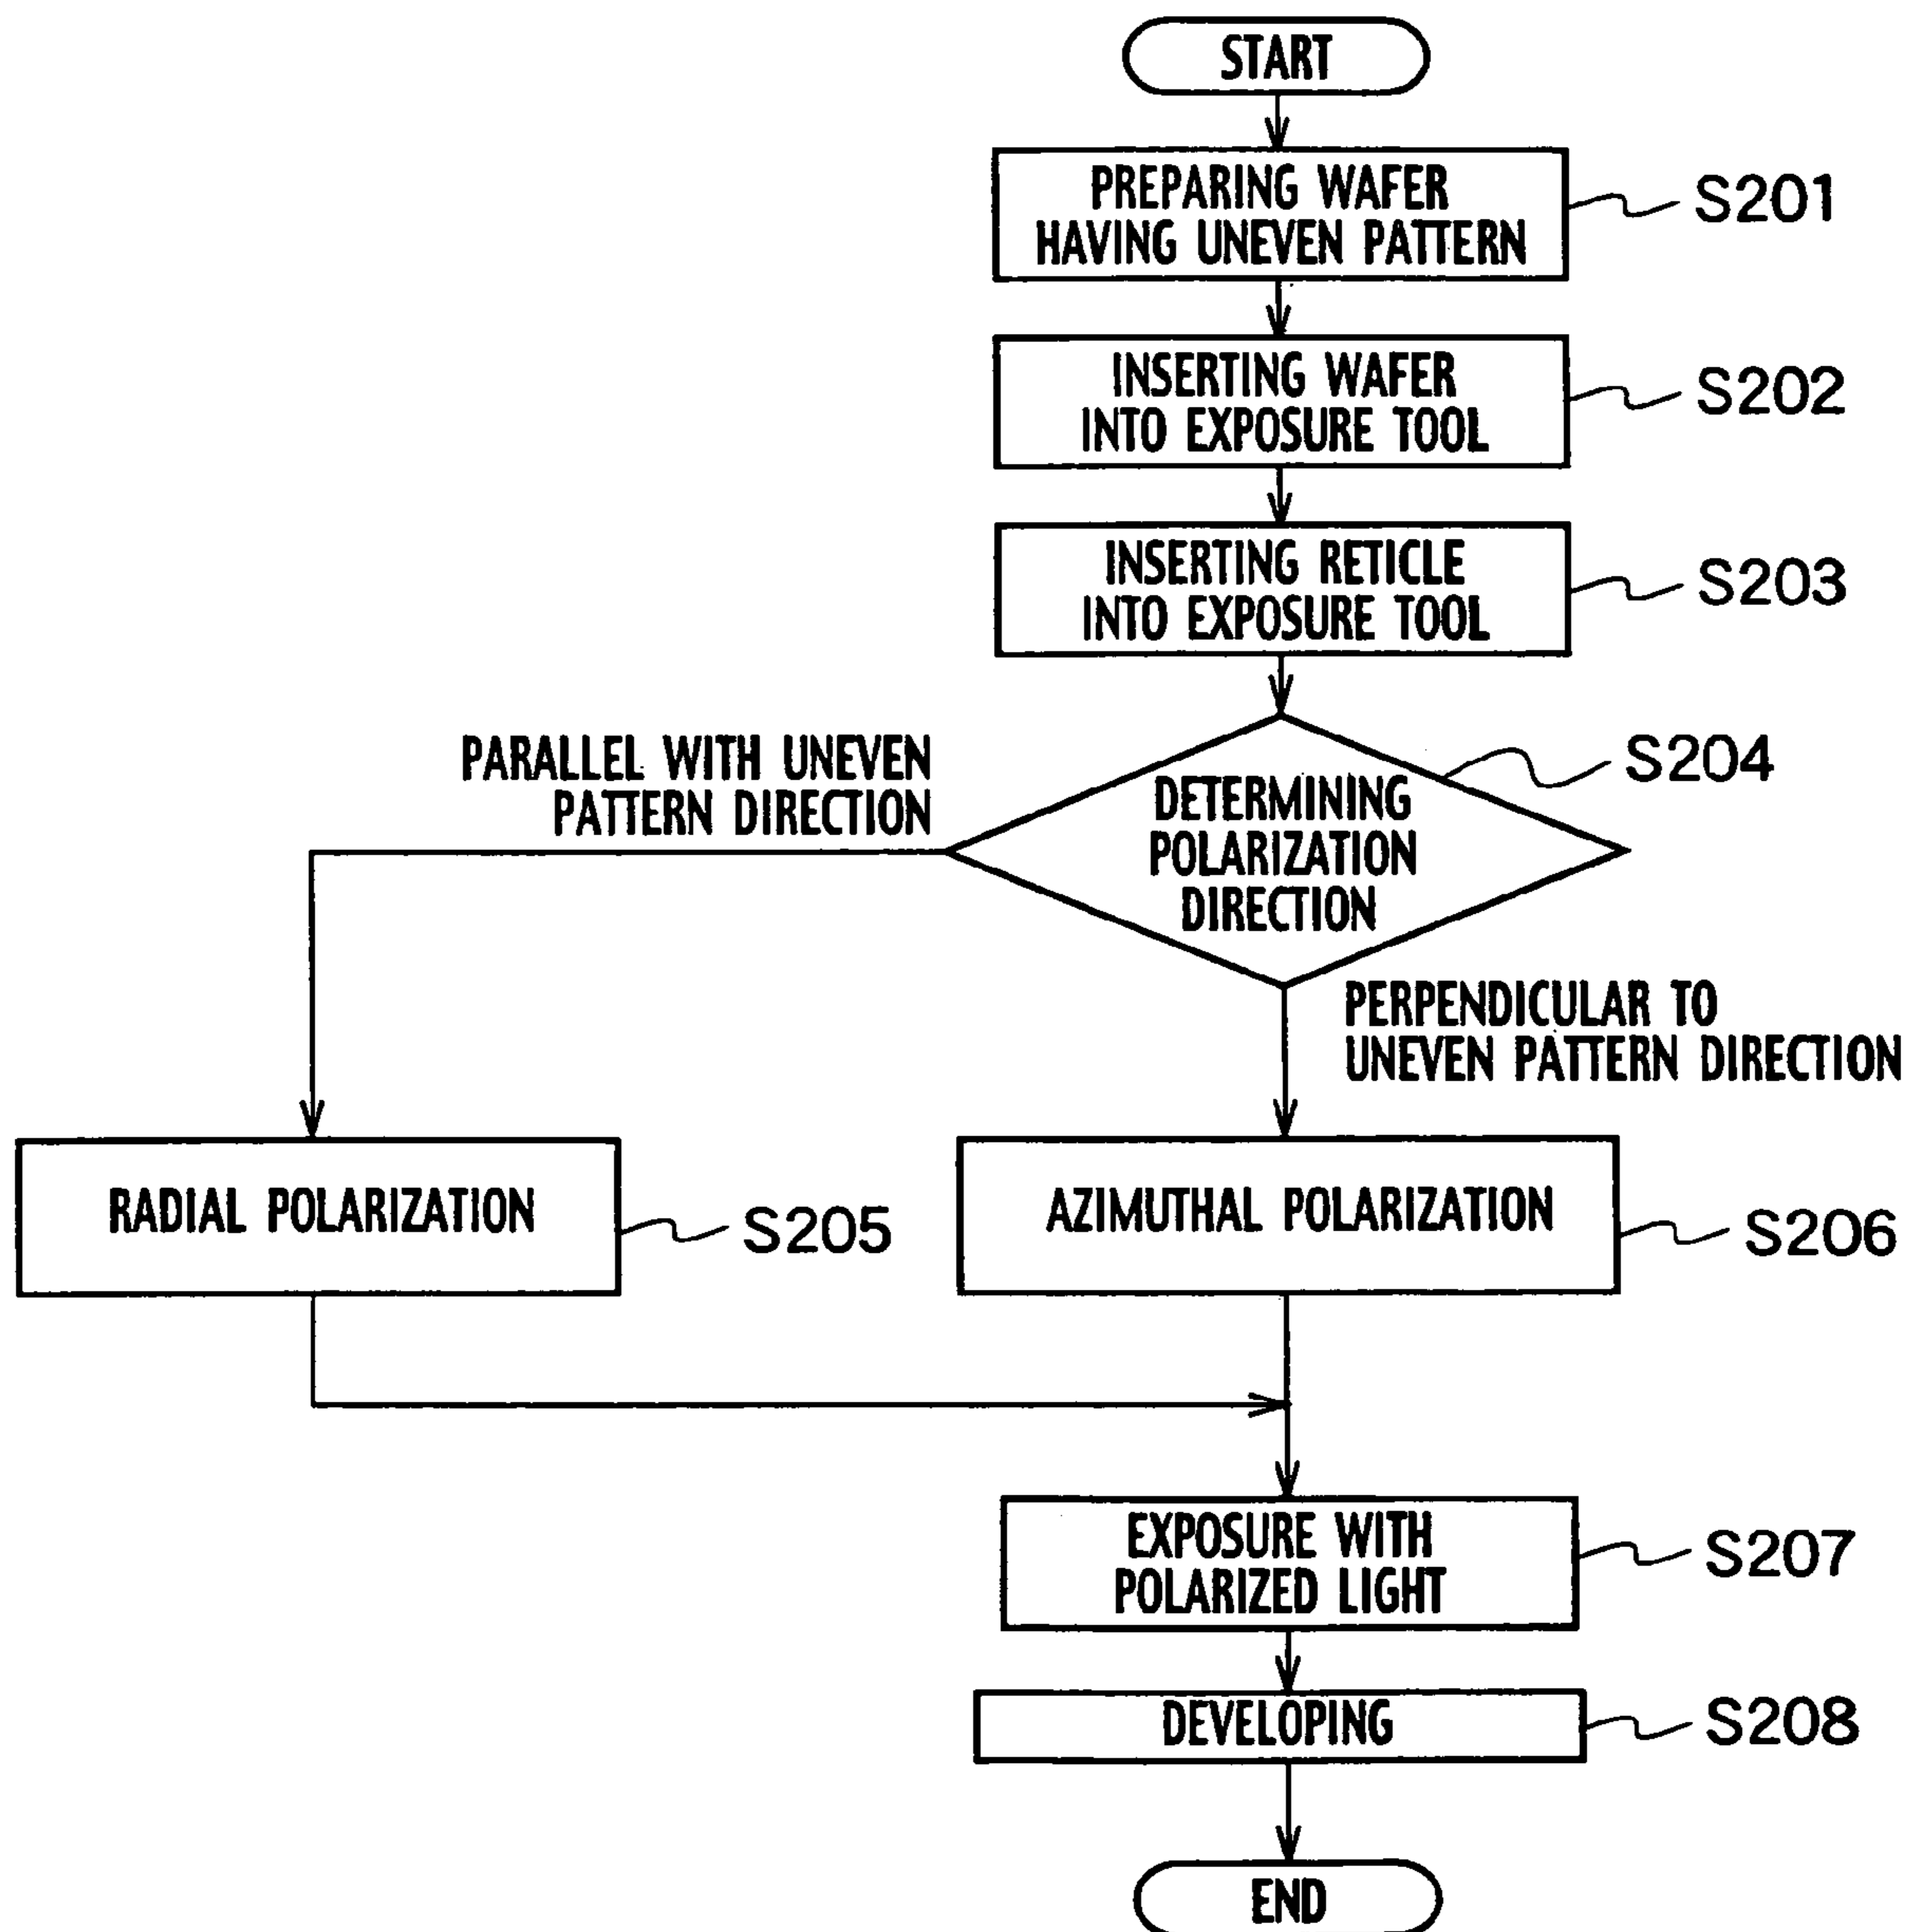 START
PREPARING WAFER
HAVING UNEVEN PATTERN
S201
INSERTING WAFER
INTO EXPOSURE TOOL
S202
INSERTING RETICLE
INTO EXPOSURE TOOL
S203
PARALLEL WITH UNEVEN
PATTERN DIRECTION
DETERMINING
POLARIZATION
DIRECTION
S204
PERPENDICULAR TO
UNEVEN PATTERN DIRECTION
RADIAL POLARIZATION
S205
AZIMUTHAL POLARIZATION
S206
EXPOSURE WITH
POLARIZED LIGHT
S207
DEVELOPING
S208
END